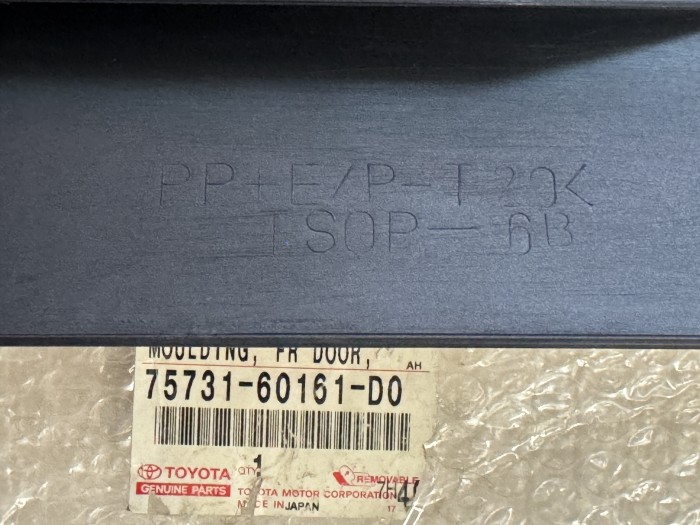 PP+E/P-T20<
TSOP-6B
MOULDING, FR DOOR, AH
75731-60161-D0
TOYOTA QTY. 1
GENUINE PARTS
REMOVABLE
TOYOTA MOTOR CORPORATION
MADE IN JAPAN 17